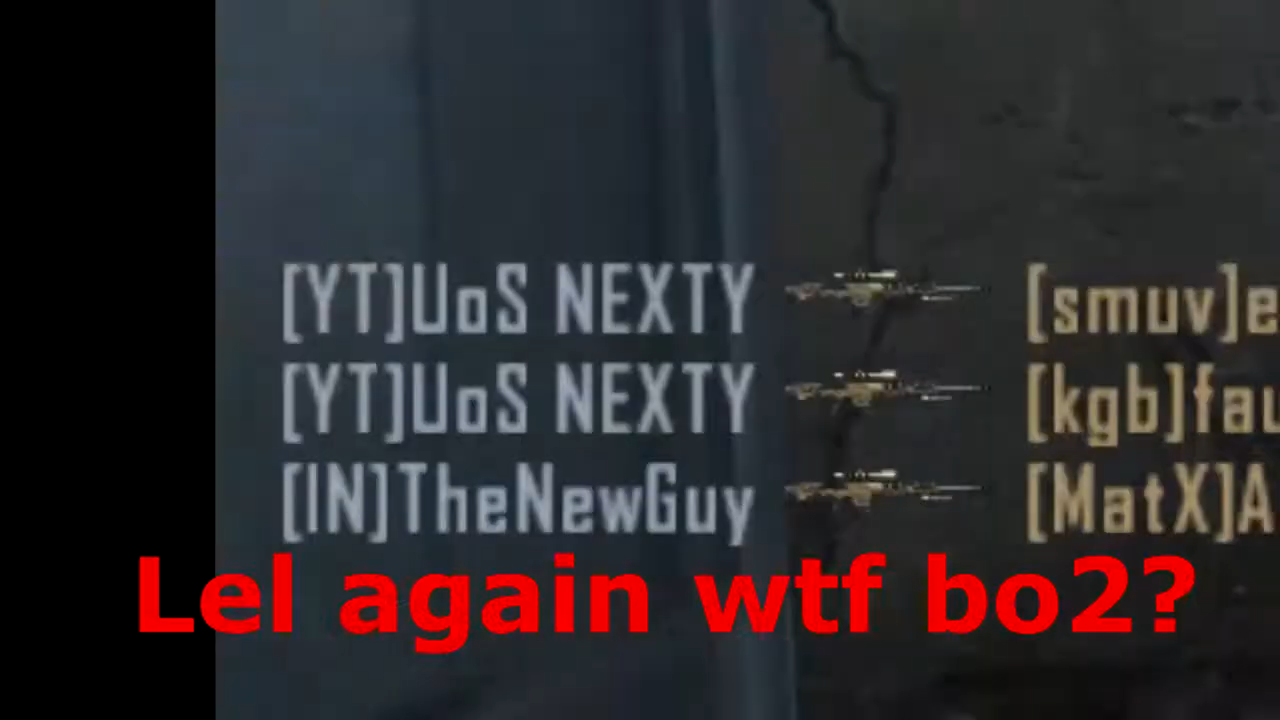 [YT]UoS NEXTY [smuv]e
[YT]UoS NEXTY [kgb]fau
[IN]TheNewGuy [MatX]A
Lel again wtf bo2?